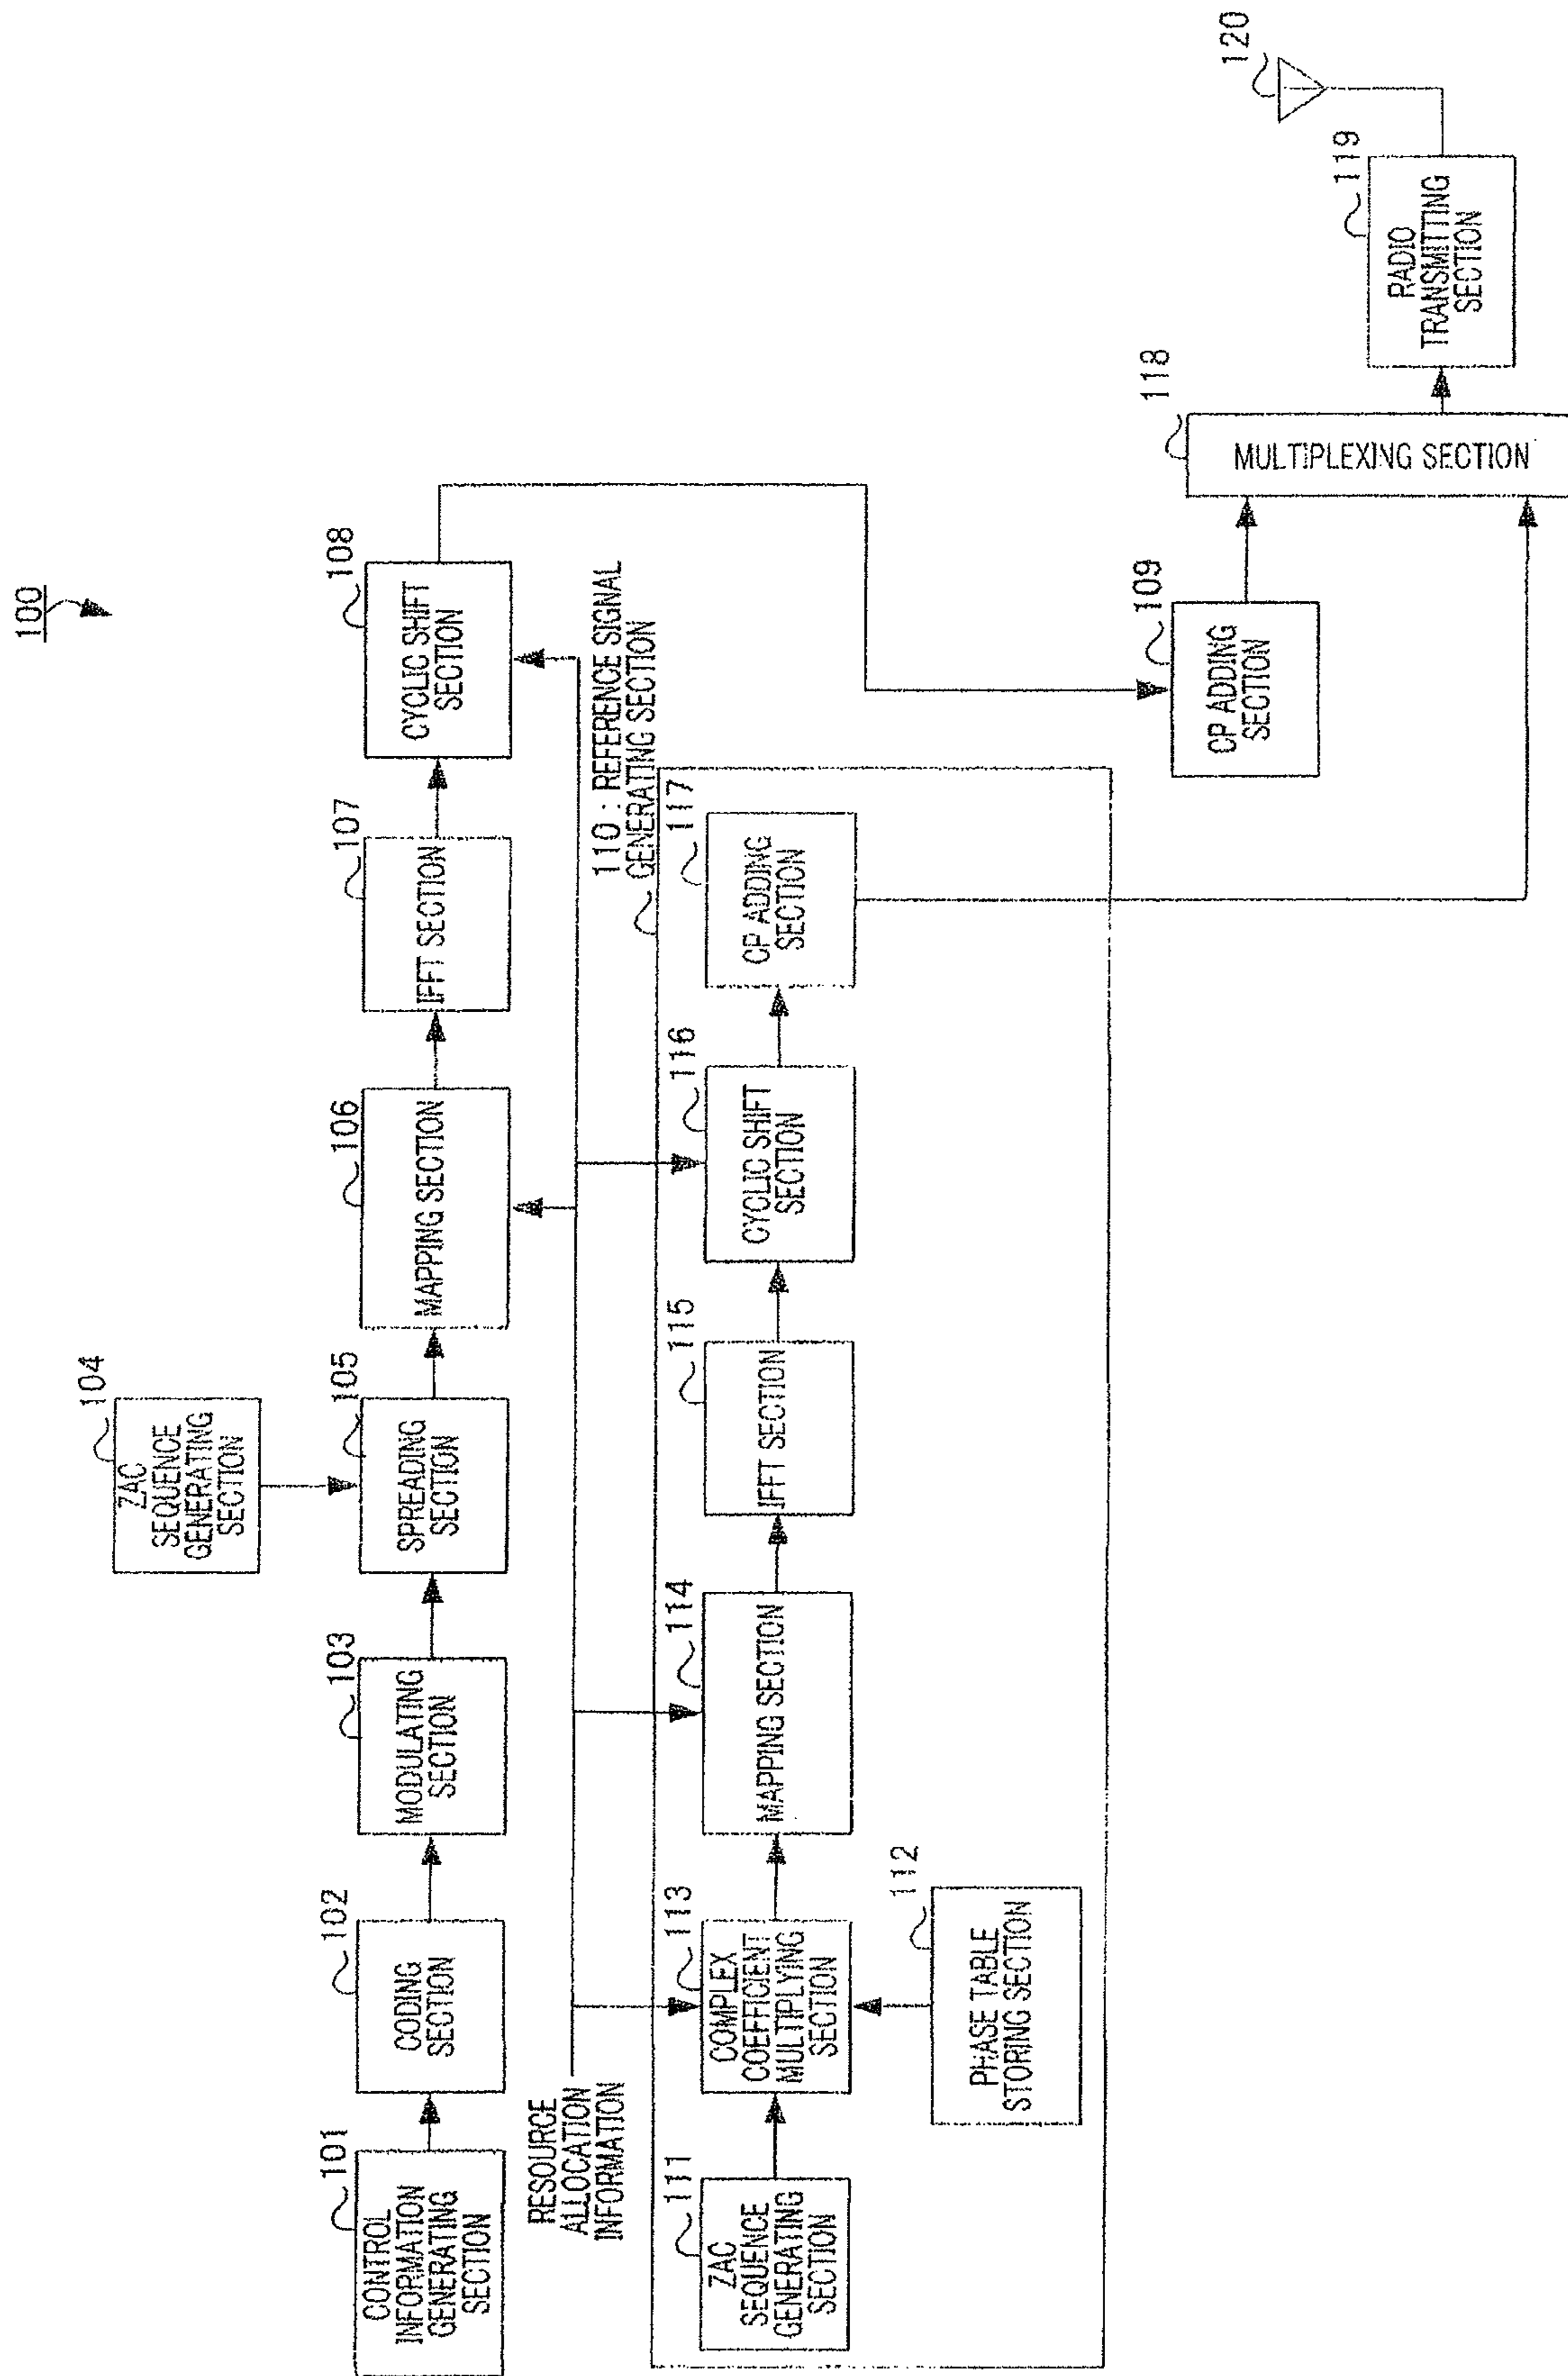 100
104
ZAC
SEQUENCE
GENERATING
SECTION
101
CONTROL
INFORMATION
GENERATING
SECTION
102
CODING
SECTION
103
MODULATING
SECTION
105
SPREADING
SECTION
106
MAPPING SECTION
107
IFFT SECTION
108
CYCLIC SHIFT
SECTION
RESOURCE
ALLOCATION
INFORMATION
110 : REFERENCE SIGNAL
GENERATING SECTION
111
ZAC
SEQUENCE
GENERATING
SECTION
113
COMPLEX
COEFFICIENT
MULTIPLYING
SECTION
114
MAPPING SECTION
115
IFFT SECTION
116
CYCLIC SHIFT
SECTION
117
CP ADDING
SECTION
112
PHASE TABLE
STORING SECTION
109
CP ADDING
SECTION
118
MULTIPLEXING SECTION
119
RADIO
TRANSMITTING
SECTION
120